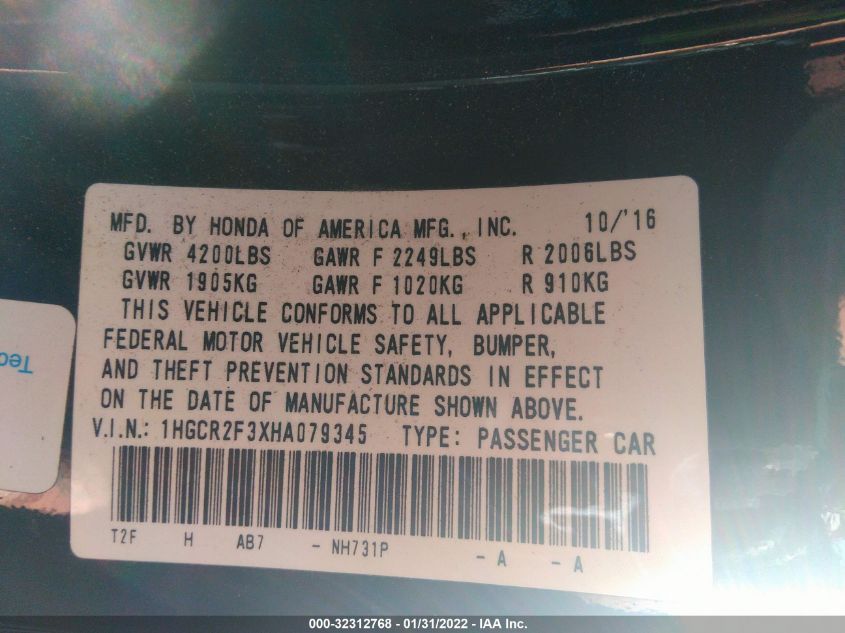 MFD. BY HONDA OF AMERICA MFG., INC. 10/'16
GVWR 4200LBS GAWR F 2249LBS R 2006LBS
GVWR 1905KG GAWR F 1020KG R 910KG
THIS VEHICLE CONFORMS TO ALL APPLICABLE
FEDERAL MOTOR VEHICLE SAFETY, BUMPER,
AND THEFT PREVENTION STANDARDS IN EFFECT
ON THE DATE OF MANUFACTURE SHOWN ABOVE.
V.I.N.: 1HGCR2F3XHA079345 TYPE: PASSENGER CAR
T2F H AB7 - NH731P - A - A
000-32312768 - 01/31/2022 - IAA Inc.